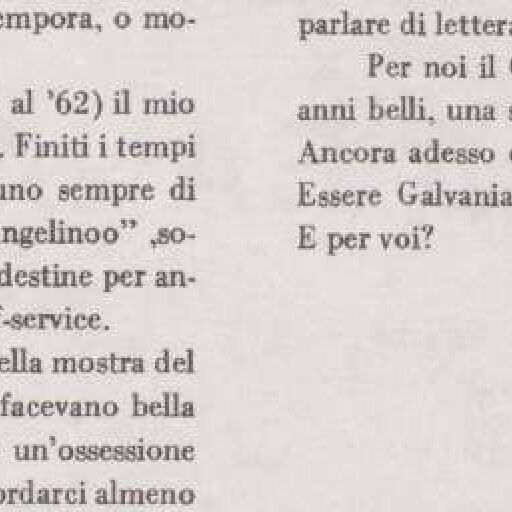 empora, o mo-
al '62) il mio
. Finiti i tempi
uno sempre di
ngelinoo” ,so-
destine per an-
f-service.
ella mostra del
facevano bella
un'ossessione
ordarci almeno
parlare di lettera
Per noi il
anni belli, una s
Ancora adesso
Essere Galvania
E per voi?